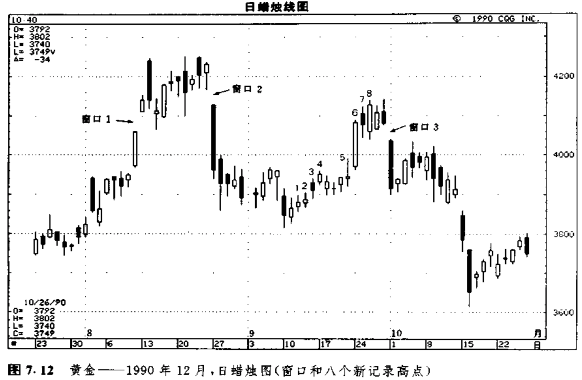 日蜡烛线图
10:40
© 1990 CQG INC.
O= 3792
H= 3802
L= 3740
L= 3749v
Δ= -34
窗口 1
窗口 2
窗口 3
1 2 3 4 5 6 7 8
4200
4000
3800
3600
10/26/90
O= 3792
H= 3802
L= 3740
C= 3749
8 9 10 月
23 30 6 13 20 27 3 10 17 24 1 8 15 22 日
图 7·12 黄金——1990 年 12 月,日蜡烛图(窗口和八个新记录高点)